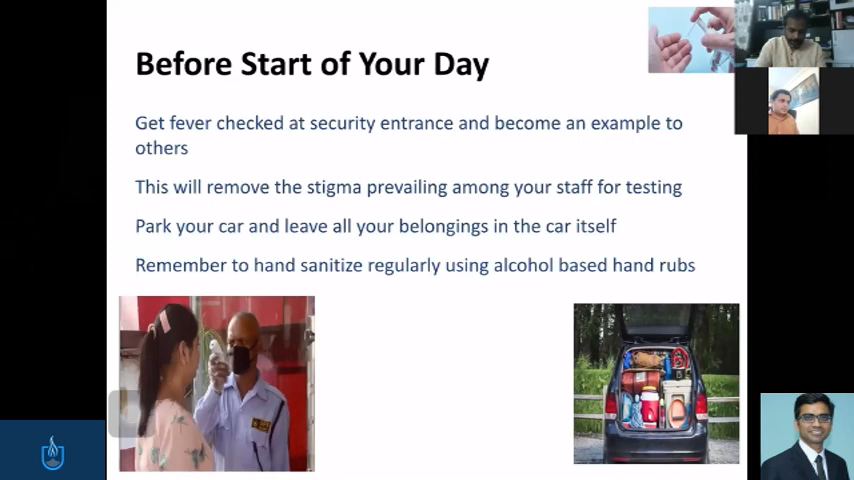 Before Start of Your Day
Get fever checked at security entrance and become an example to
others
This will remove the stigma prevailing among your staff for testing
Park your car and leave all your belongings in the car itself
Remember to hand sanitize regularly using alcohol based hand rubs